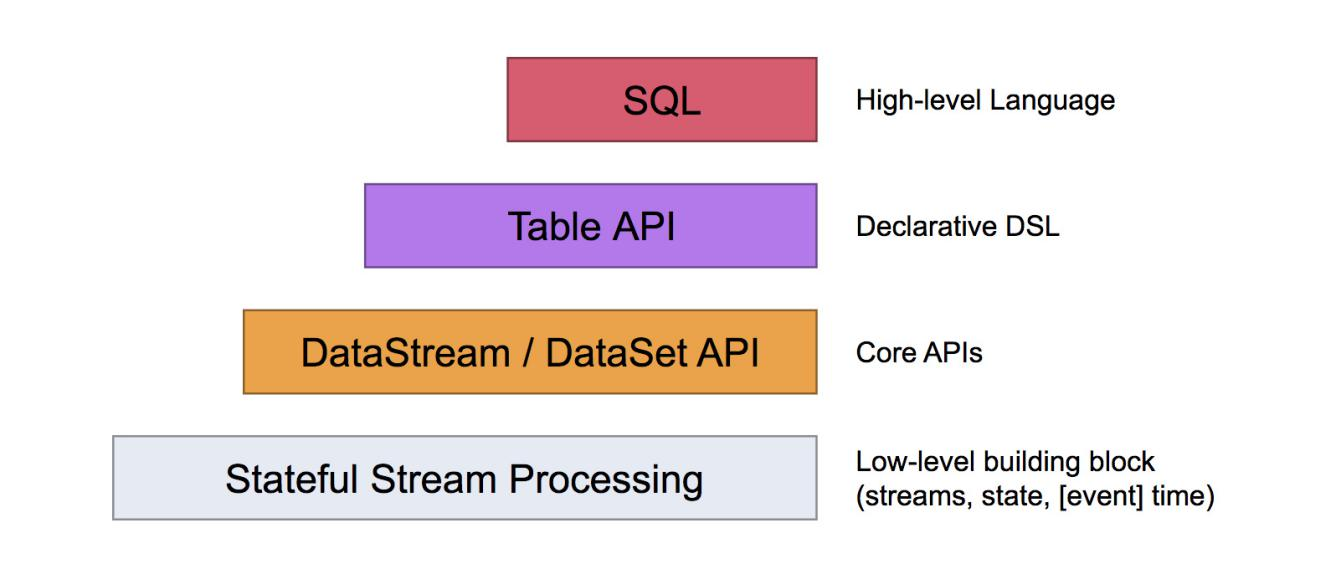 SQL
High-level Language
Table API
Declarative DSL
DataStream / DataSet API
Core APIs
Stateful Stream Processing
Low-level building block
(streams, state, [event] time)